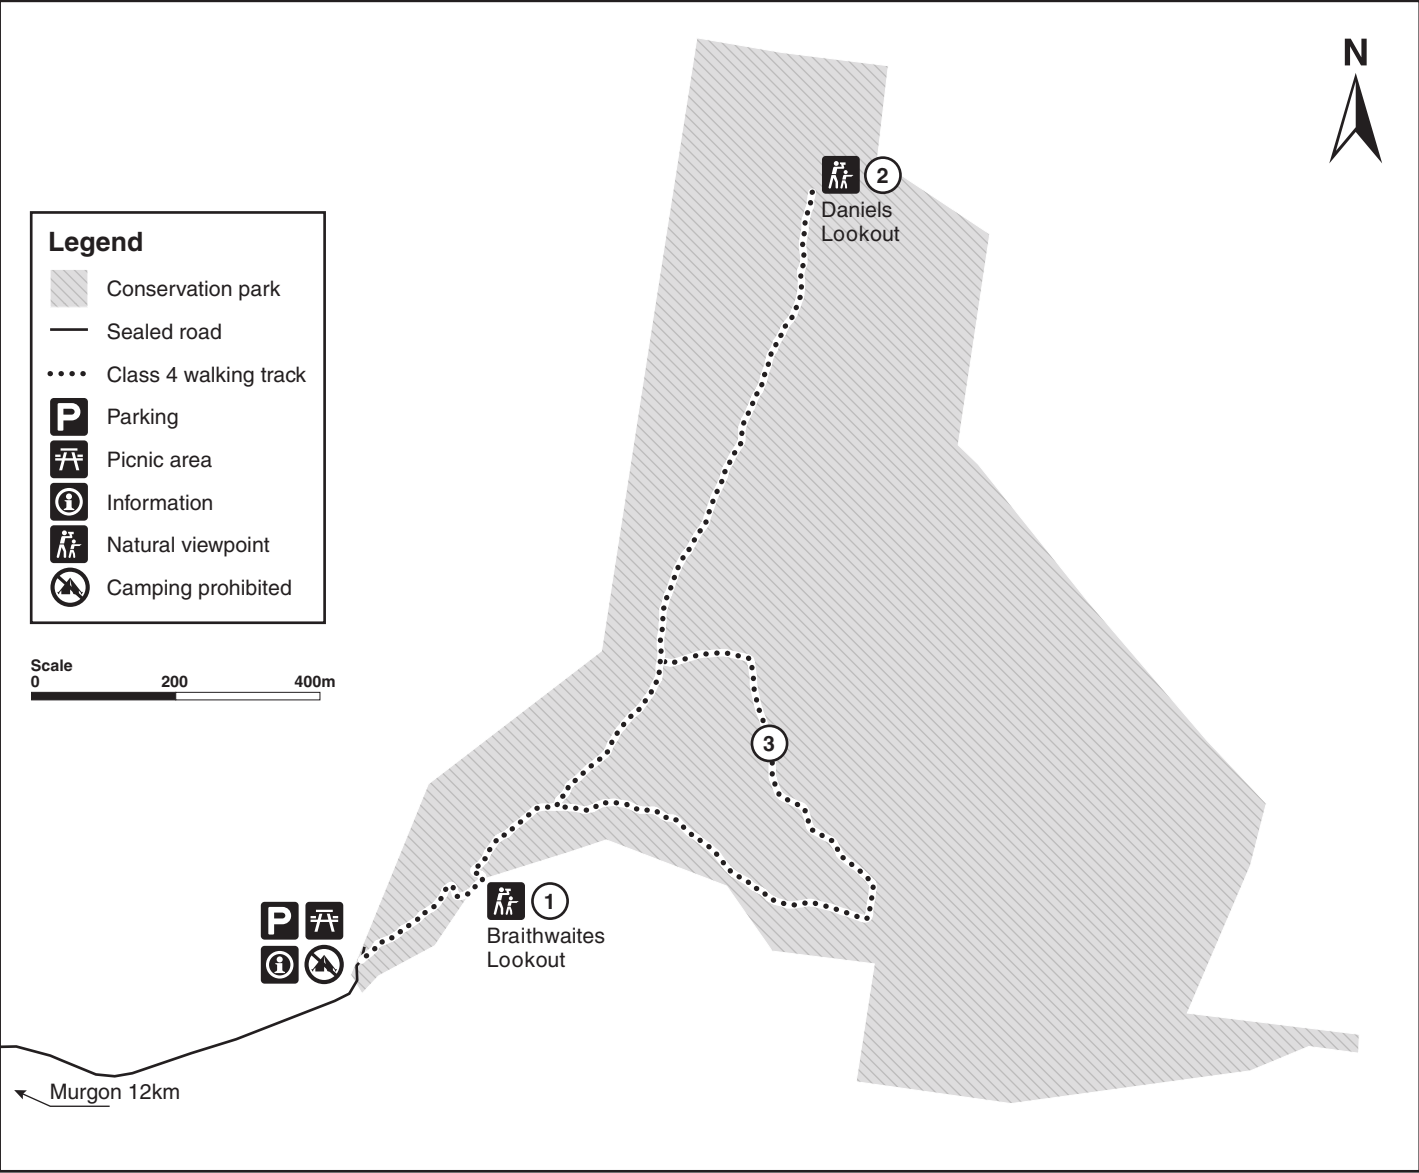 N
2
Daniels
Lookout
Legend
Conservation park
Sealed road
Class 4 walking track
P Parking
Picnic area
i Information
Natural viewpoint
Camping prohibited
Scale
0 200 400m
3
P
i
1
Braithwaites
Lookout
Murgon 12km